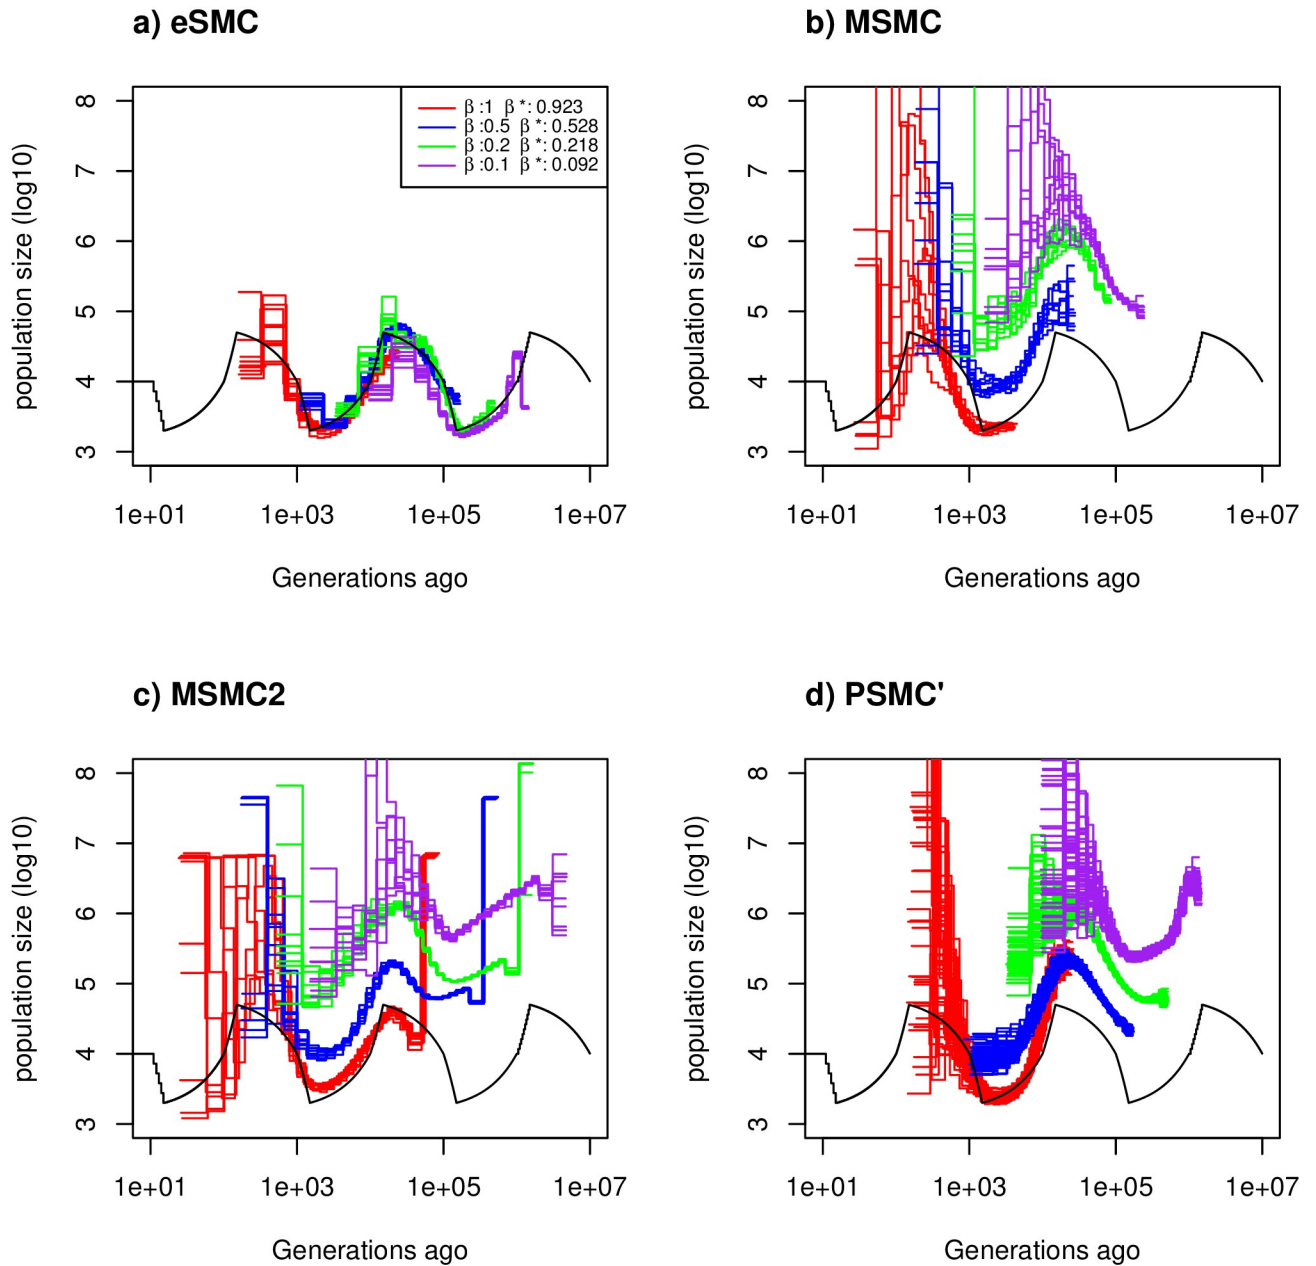 a) eSMC
8
7
6
5
4
3
population size (log10)
β :1 β *: 0.923
β :0.5 β *: 0.528
β :0.2 β *: 0.218
β :0.1 β *: 0.092
1e+01 1e+03 1e+05 1e+07
Generations ago
b) MSMC
8
7
6
5
4
3
population size (log10)
1e+01 1e+03 1e+05 1e+07
Generations ago
c) MSMC2
8
7
6
5
4
3
population size (log10)
1e+01 1e+03 1e+05 1e+07
Generations ago
d) PSMC'
8
7
6
5
4
3
population size (log10)
1e+01 1e+03 1e+05 1e+07
Generations ago